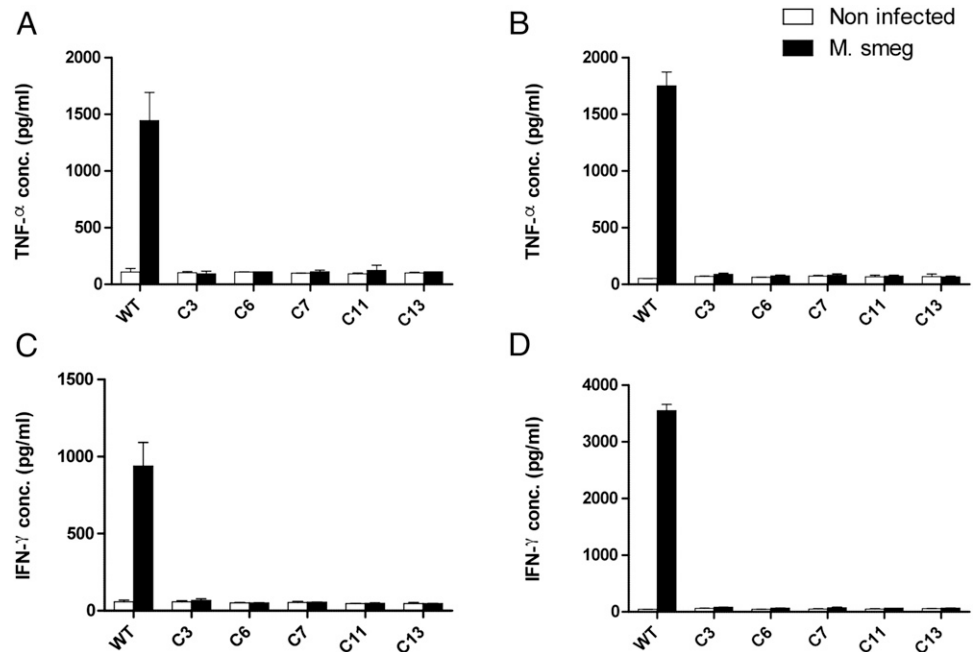 A
B
Non infected
M. smeg
2000
1500
1000
500
0
TNF-α conc. (pg/ml)
WT
C3
C6
C7
C11
C13
2000
1500
1000
500
0
TNF-α conc. (pg/ml)
WT
C3
C6
C7
C11
C13
C
D
1500
1000
500
0
IFN-γ conc. (pg/ml)
WT
C3
C6
C7
C11
C13
4000
3000
2000
1000
0
IFN-γ conc. (pg/ml)
WT
C3
C6
C7
C11
C13